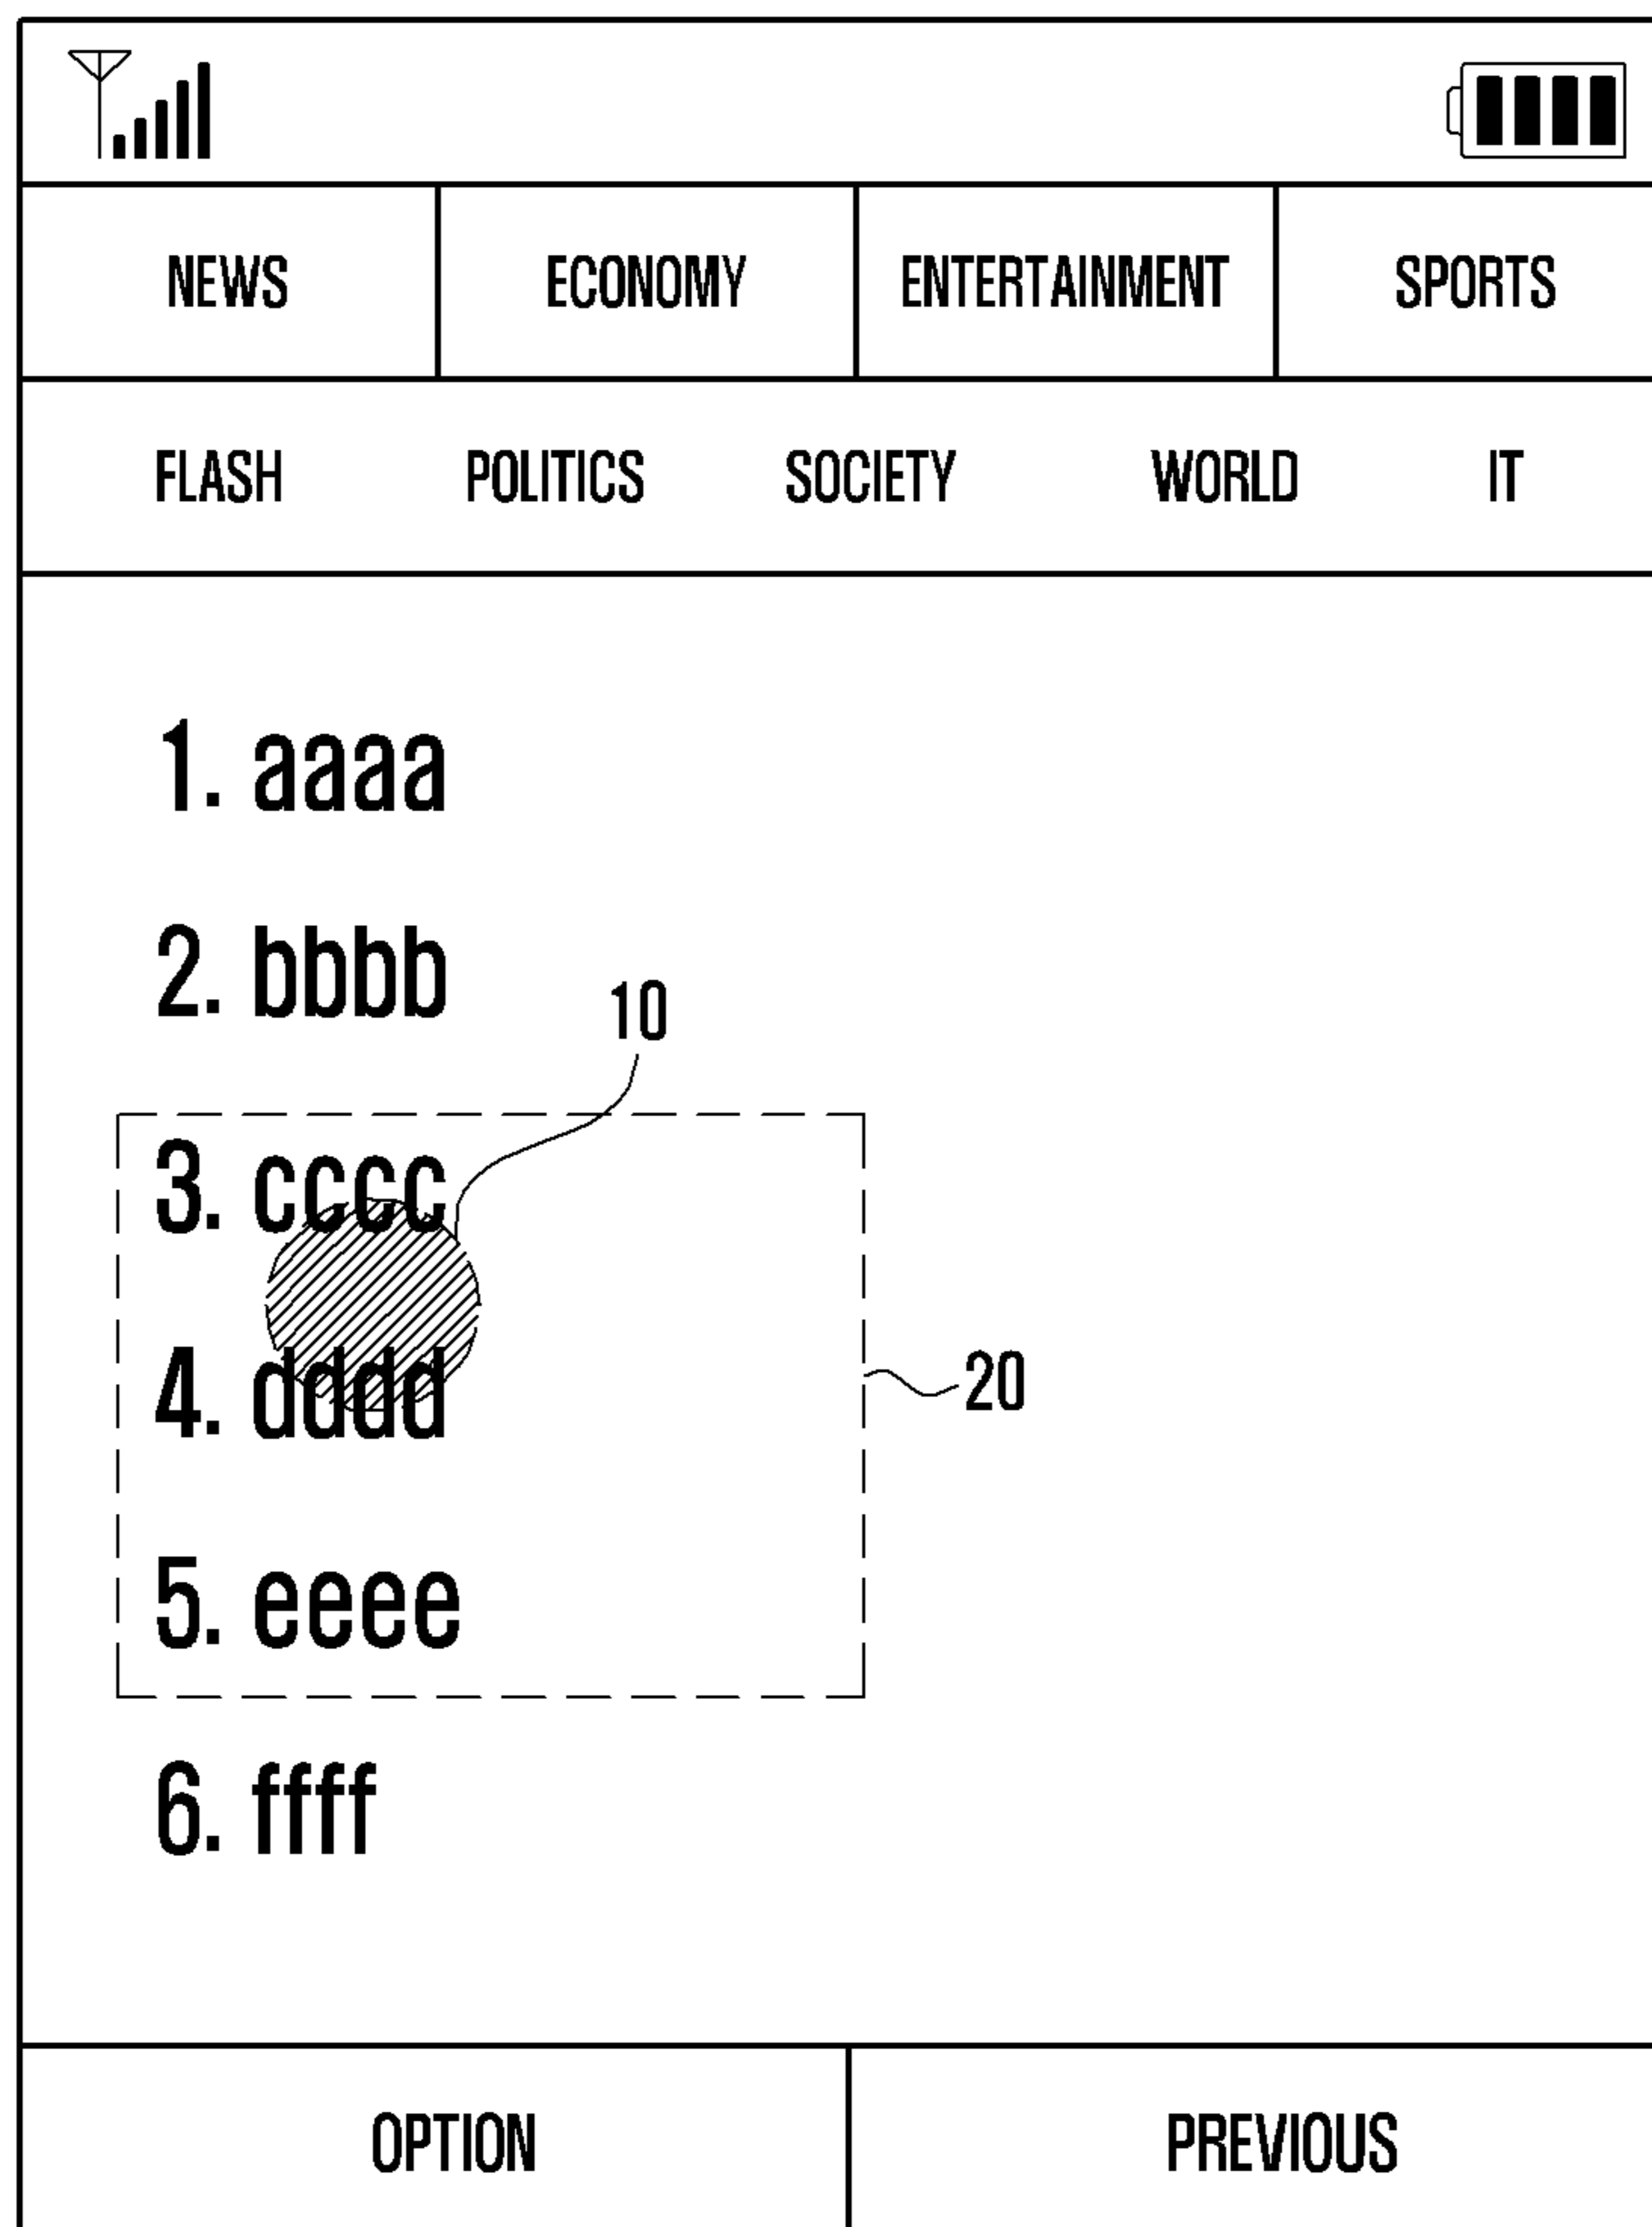 NEWS ECONOMY ENTERTAINMENT SPORTS
FLASH POLITICS SOCIETY WORLD IT
1. aaaa
2. bbbb
10
3. cccc
4. dddd
20
5. eeee
6. ffff
OPTION PREVIOUS